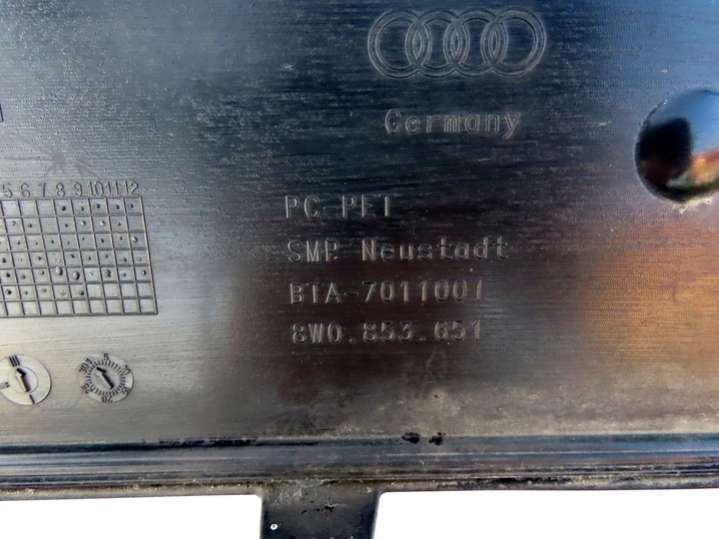 Germany
5 6 7 8 9 10 11 12
PC-PET
SMP Neustadt
BTA-7011001
8W0.853.651